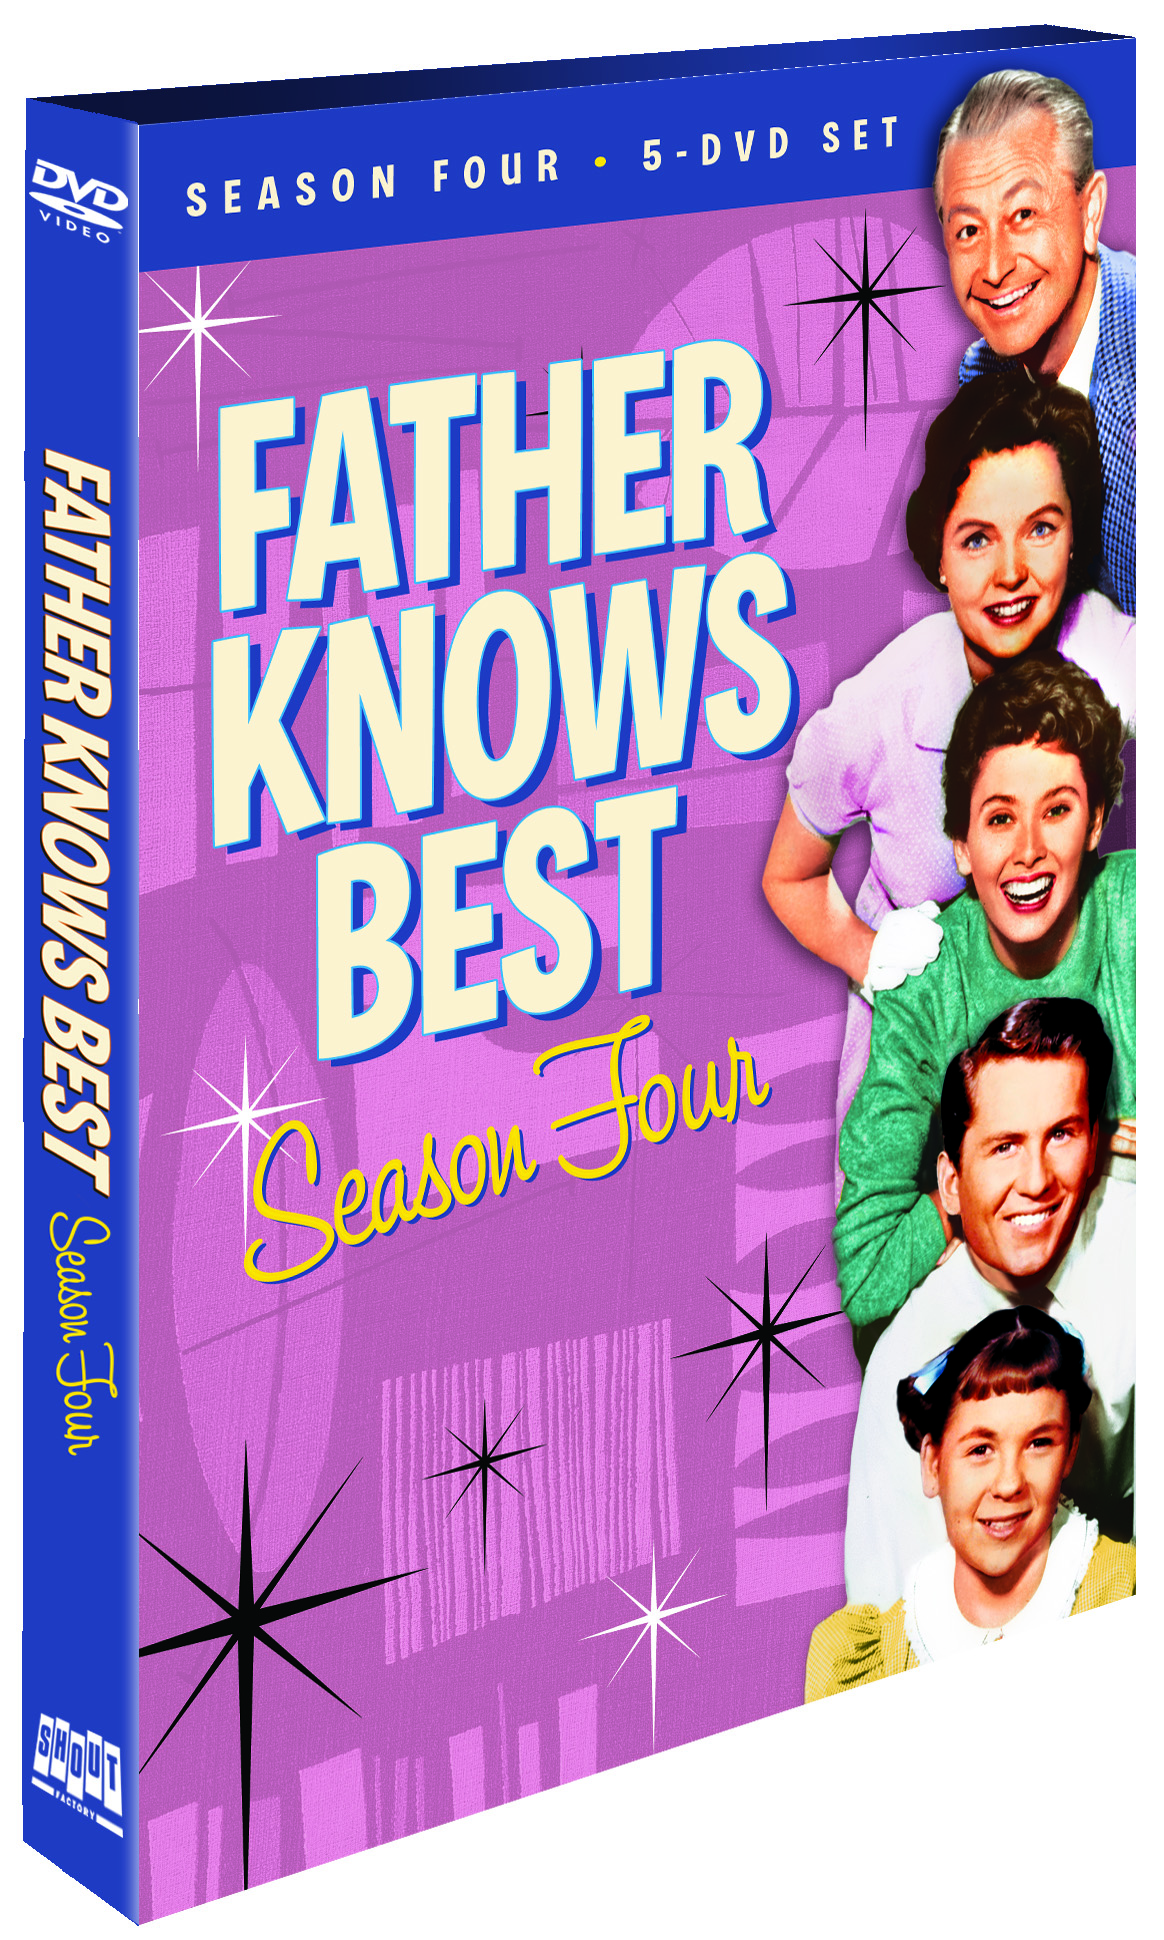 SEASON FOUR • 5-DVD SET
FATHER
KNOWS
BEST
Season Four
DVD
VIDEO
FATHER KNOWS BEST Season Four
SHOUT
FACTORY